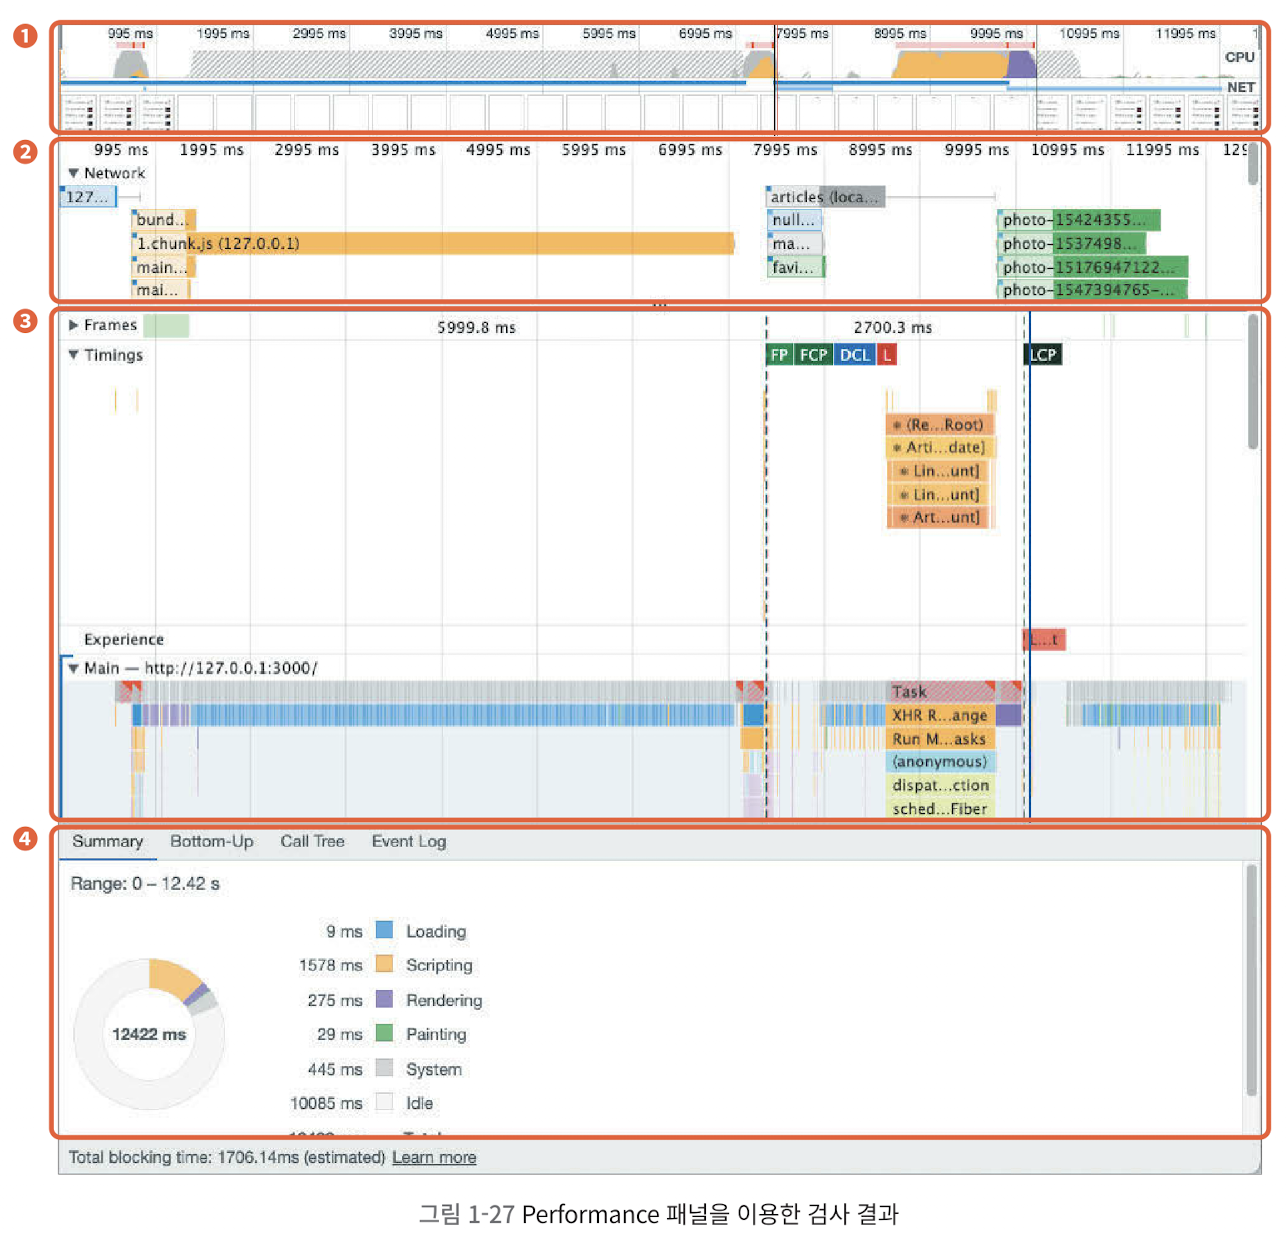 1
995 ms 1995 ms 2995 ms 3995 ms 4995 ms 5995 ms 6995 ms 7995 ms 8995 ms 9995 ms 10995 ms 11995 ms 1
CPU
NET
2
995 ms 1995 ms 2995 ms 3995 ms 4995 ms 5995 ms 6995 ms 7995 ms 8995 ms 9995 ms 10995 ms 11995 ms 129
▼ Network
127... articles (loca...
bund... null... photo-15424355...
1.chunk.js (127.0.0.1) ma... photo-1537498...
main... favi... photo-15176947122...
mai... photo-1547394765-...
3
▶ Frames 5999.8 ms 2700.3 ms
▼ Timings FP FCP DCL L LCP
(Re...Root)
Arti...date]
Lin...unt]
Lin...unt]
Art...unt]
Experience L...t
▼ Main — http://127.0.0.1:3000/
Task
XHR R...ange
Run M...asks
(anonymous)
dispat...ction
sched...Fiber
4
Summary Bottom-Up Call Tree Event Log
Range: 0 – 12.42 s
9 ms Loading
1578 ms Scripting
275 ms Rendering
12422 ms
29 ms Painting
445 ms System
10085 ms Idle
Total blocking time: 1706.14ms (estimated) Learn more
그림 1-27 Performance 패널을 이용한 검사 결과